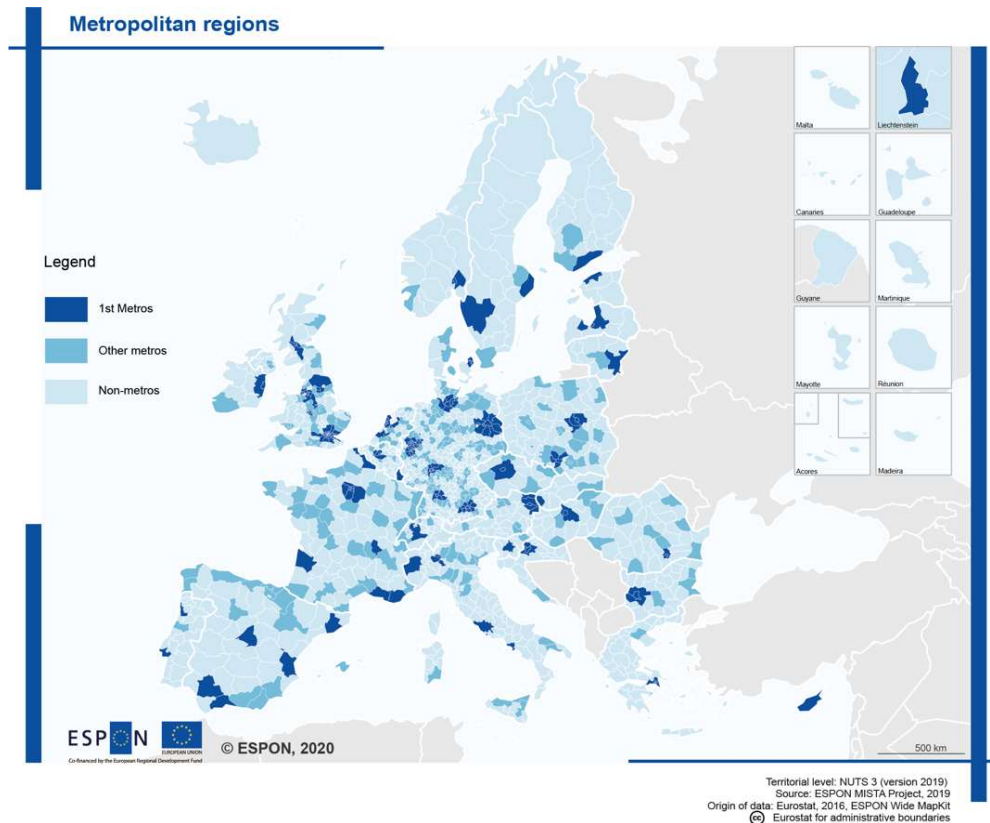 Metropolitan regions
Legend
1st Metros
Other metros
Non-metros
Malta
Liechtenstein
Canaries
Guadeloupe
Guyane
Martinique
Mayotte
Réunion
Acores
Madeira
500 km
ESPON
EUROPEAN UNION
Co-financed by the European Regional Development Fund
© ESPON, 2020
Territorial level: NUTS 3 (version 2019)
Source: ESPON MISTA Project, 2019
Origin of data: Eurostat, 2016, ESPON Wide MapKit
(cc) Eurostat for administrative boundaries